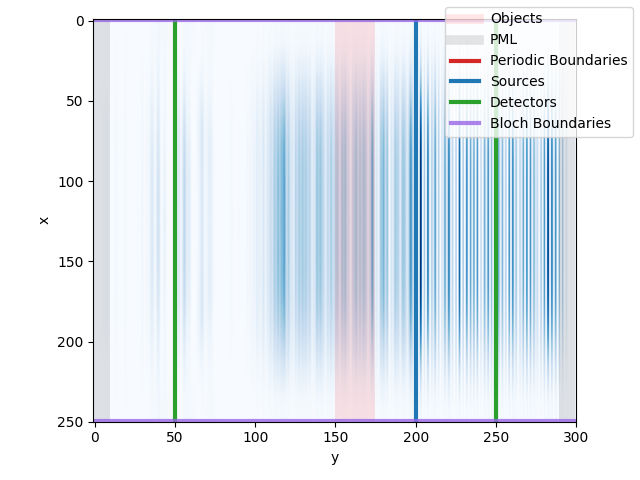 Objects
PML
Periodic Boundaries
Sources
Detectors
Bloch Boundaries
0
50
100
150
200
250
x
0
50
100
150
200
250
300
y